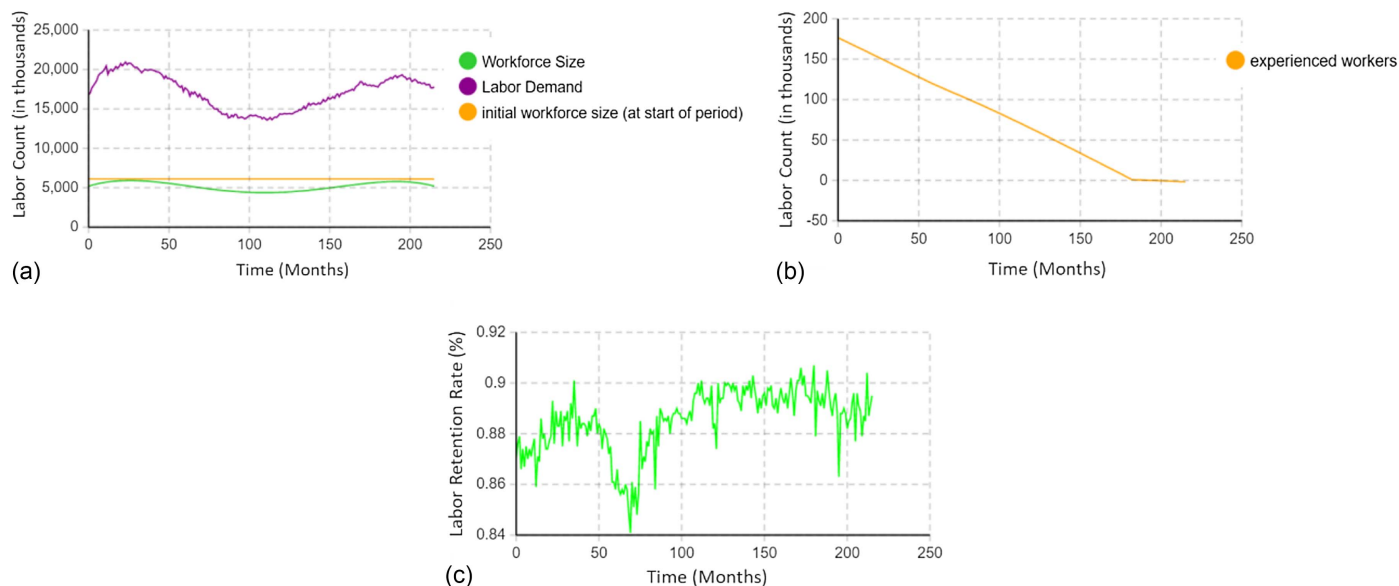 Labor Count (in thousands)
25,000
20,000
15,000
10,000
5,000
0
0 50 100 150 200 250
Time (Months)
Workforce Size
Labor Demand
initial workforce size (at start of period)
(a)
Labor Count (in thousands)
200
150
100
50
0
-50
0 50 100 150 200 250
Time (Months)
experienced workers
(b)
Labor Retention Rate (%)
0.92
0.9
0.88
0.86
0.84
0 50 100 150 200 250
Time (Months)
(c)